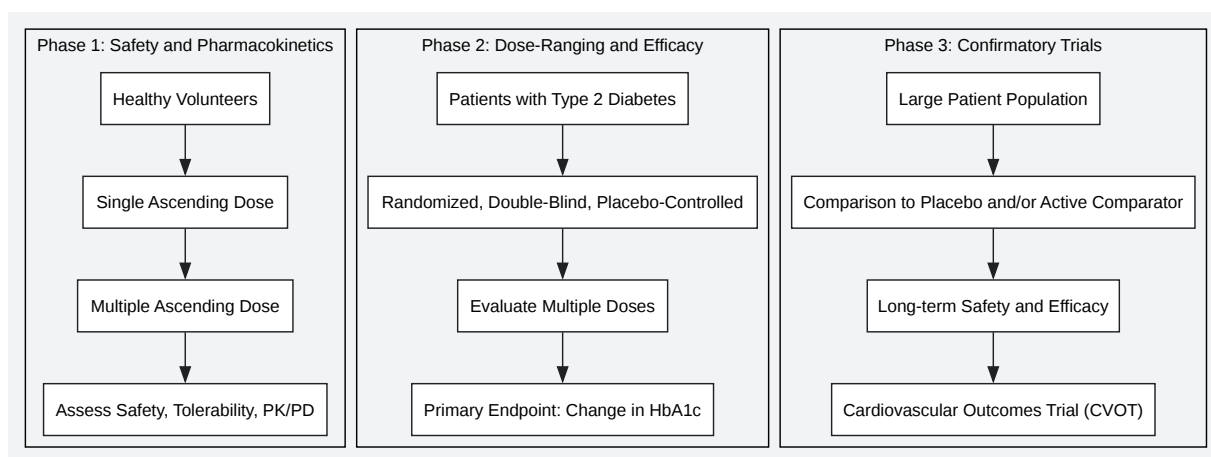 Phase 1: Safety and Pharmacokinetics
Healthy Volunteers
Single Ascending Dose
Multiple Ascending Dose
Assess Safety, Tolerability, PK/PD
Phase 2: Dose-Ranging and Efficacy
Patients with Type 2 Diabetes
Randomized, Double-Blind, Placebo-Controlled
Evaluate Multiple Doses
Primary Endpoint: Change in HbA1c
Phase 3: Confirmatory Trials
Large Patient Population
Comparison to Placebo and/or Active Comparator
Long-term Safety and Efficacy
Cardiovascular Outcomes Trial (CVOT)